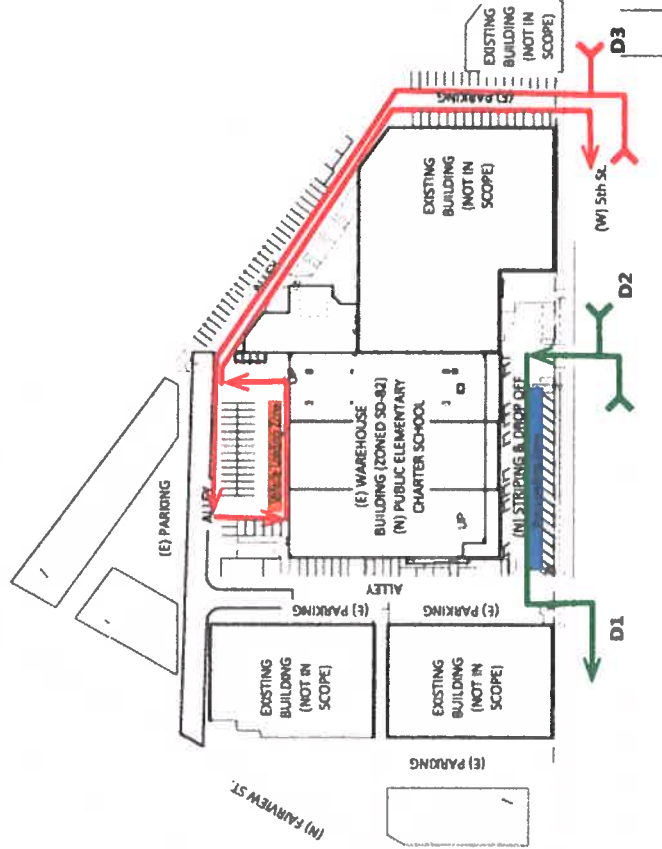 EXISTING
BUILDING
(NOT IN
SCOPE)
D3
(E) PARKING
EXISTING
BUILDING
(NOT IN
SCOPE)
(W) 5th St.
ALLEY
D2
(E) PARKING
ALLEY
(E) WAREHOUSE
BUILDING (ZONED SD-82)
(N) PUBLIC ELEMENTARY
CHARTER SCHOOL
UP
(N) STRIPING & DROP OFF
ALLEY
(E) PARKING
(E) PARKING
D1
EXISTING
BUILDING
(NOT IN
SCOPE)
EXISTING
BUILDING
(NOT IN
SCOPE)
(E) PARKING
(N) FAIRVIEW ST.